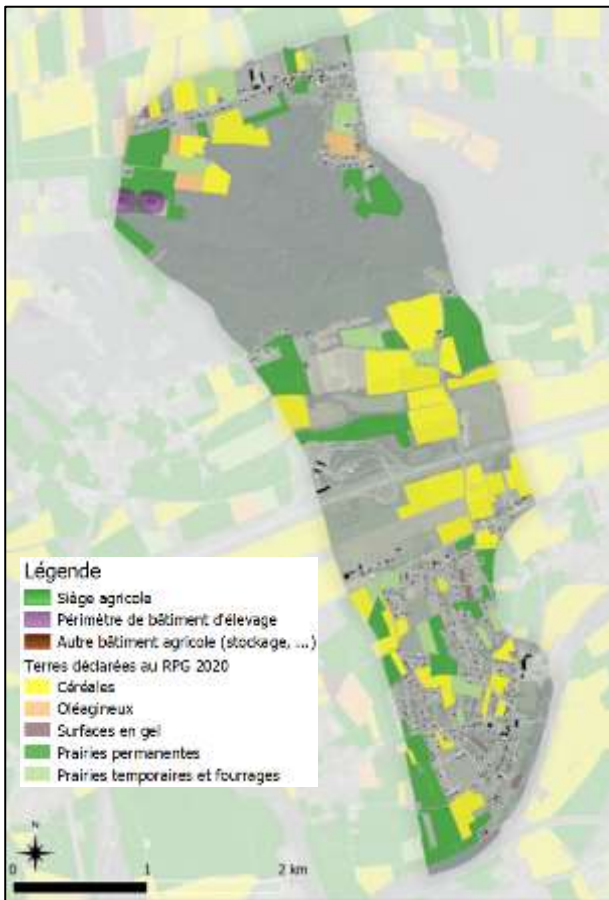 Légende
Siège agricole
Périmètre de bâtiment d'élevage
Autre bâtiment agricole (stockage, ...)
Terres déclarées au RPG 2020
Céréales
Oléagineux
Surfaces en gel
Prairies permanentes
Prairies temporaires et fourrages
N
0 1 2 km